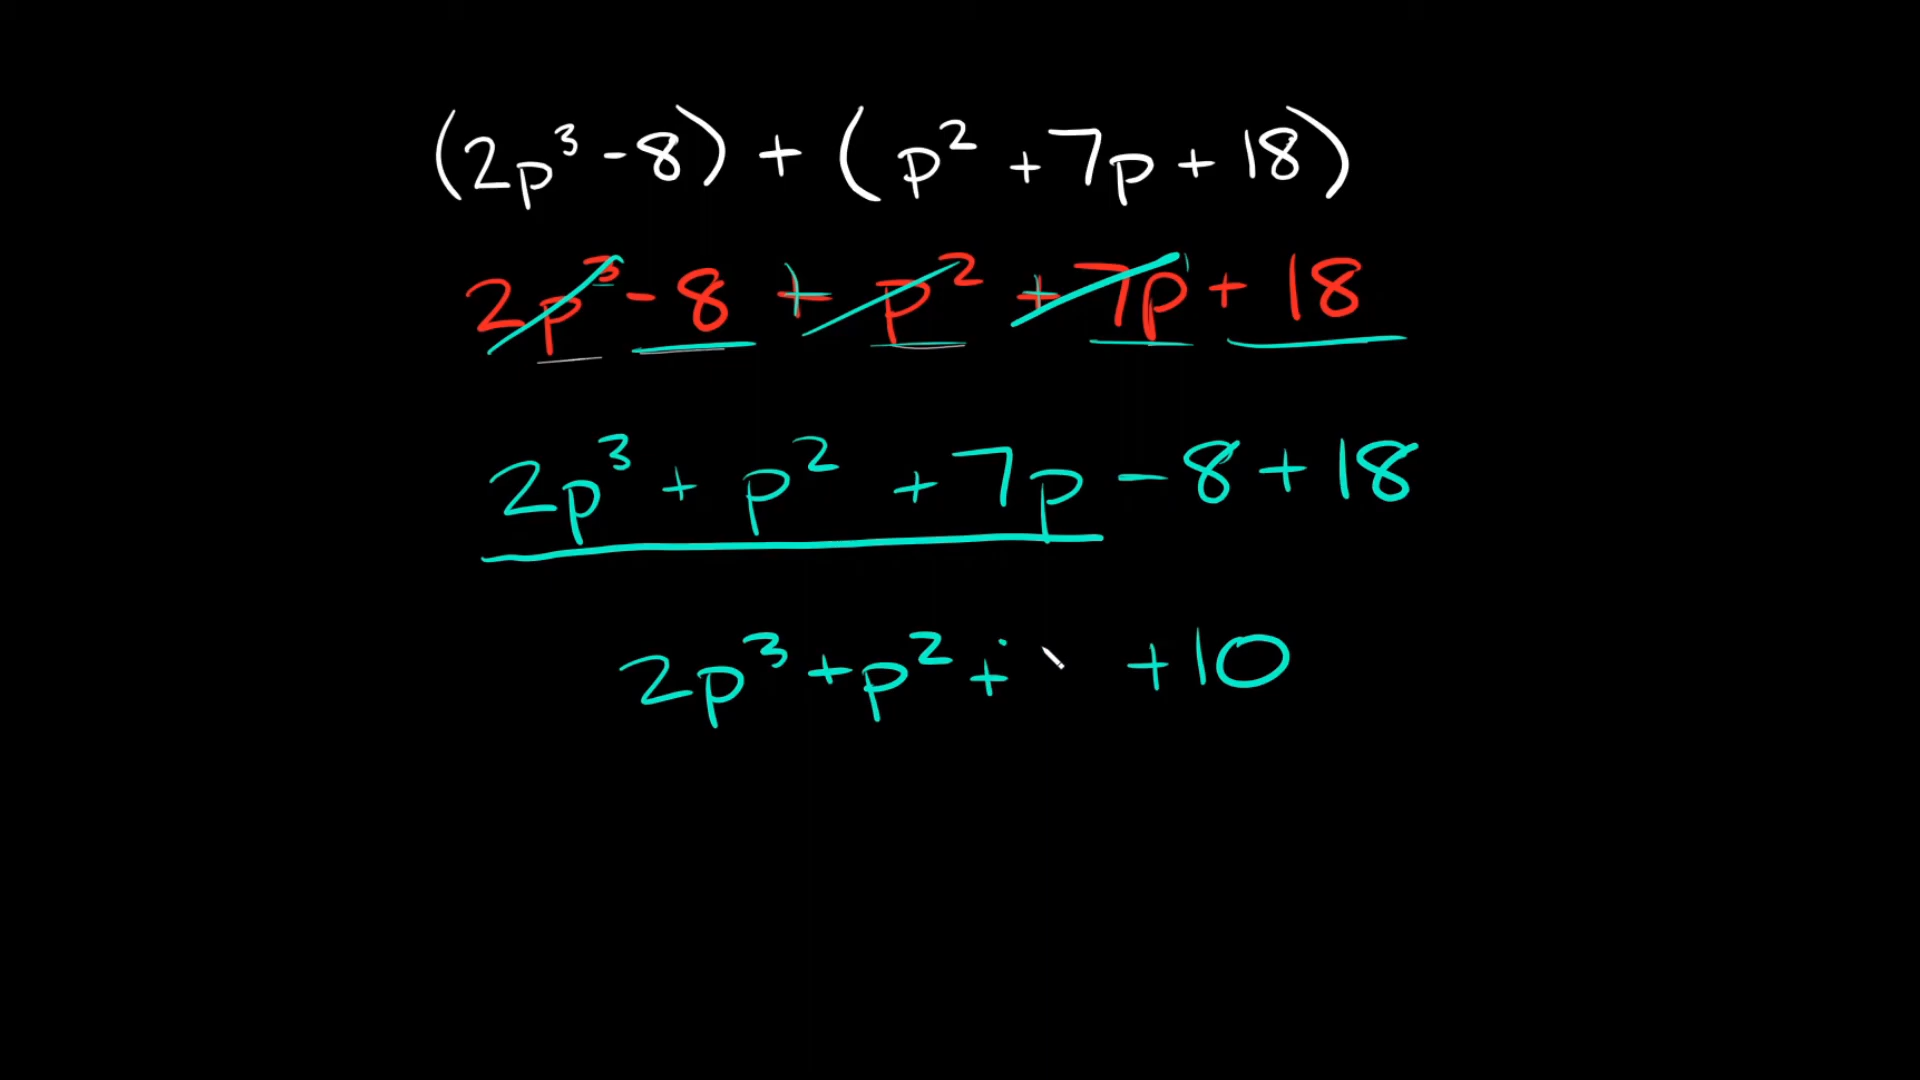 (2p³ - 8) + (p² + 7p + 18)
2p³ - 8 + p² + 7p + 18
2p³ + p² + 7p - 8 + 18
2p³ + p² + + 10